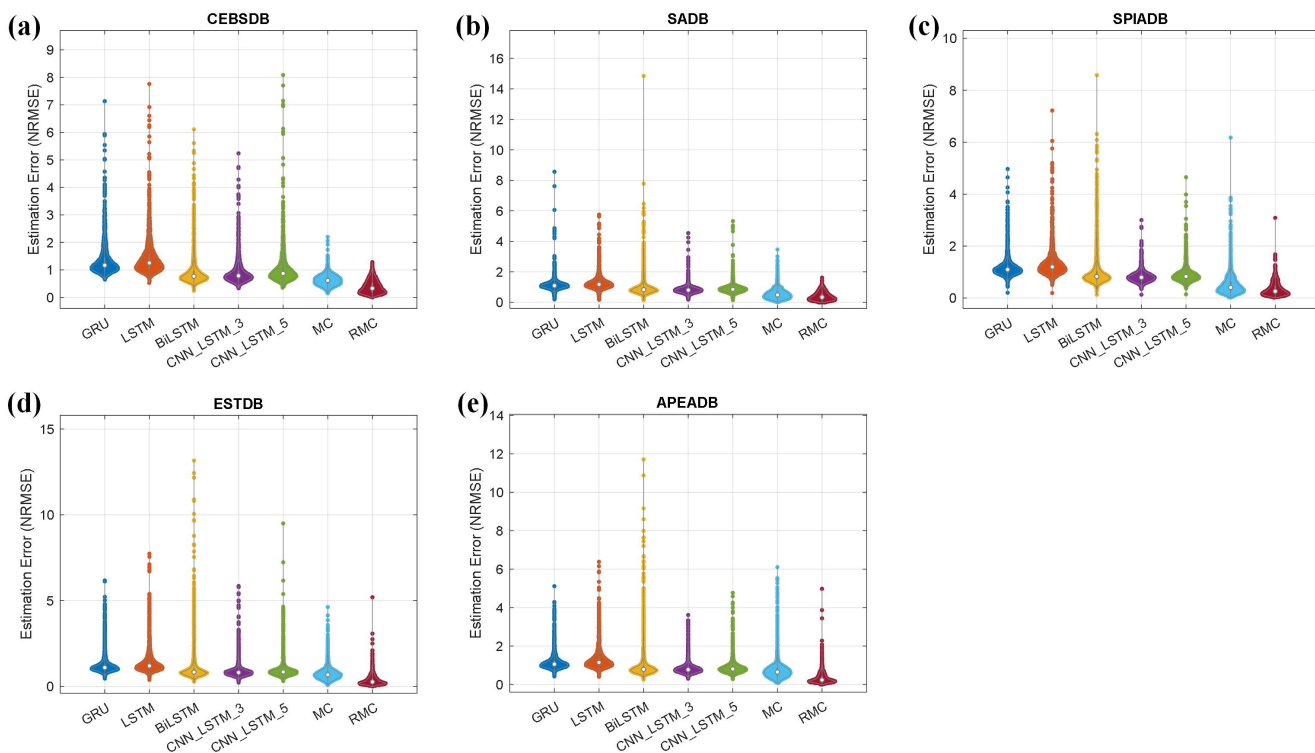 (a)
CEBSDB
Estimation Error (NRMSE)
9
8
7
6
5
4
3
2
1
0
GRU
LSTM
BiLSTM
CNN_LSTM_3
CNN_LSTM_5
MC
RMC
(b)
SADB
Estimation Error (NRMSE)
16
14
12
10
8
6
4
2
0
GRU
LSTM
BiLSTM
CNN_LSTM_3
CNN_LSTM_5
MC
RMC
(c)
SPIADB
Estimation Error (NRMSE)
10
8
6
4
2
0
GRU
LSTM
BiLSTM
CNN_LSTM_3
CNN_LSTM_5
MC
RMC
(d)
ESTDB
Estimation Error (NRMSE)
15
10
5
0
GRU
LSTM
BiLSTM
CNN_LSTM_3
CNN_LSTM_5
MC
RMC
(e)
APEADB
Estimation Error (NRMSE)
14
12
10
8
6
4
2
0
GRU
LSTM
BiLSTM
CNN_LSTM_3
CNN_LSTM_5
MC
RMC